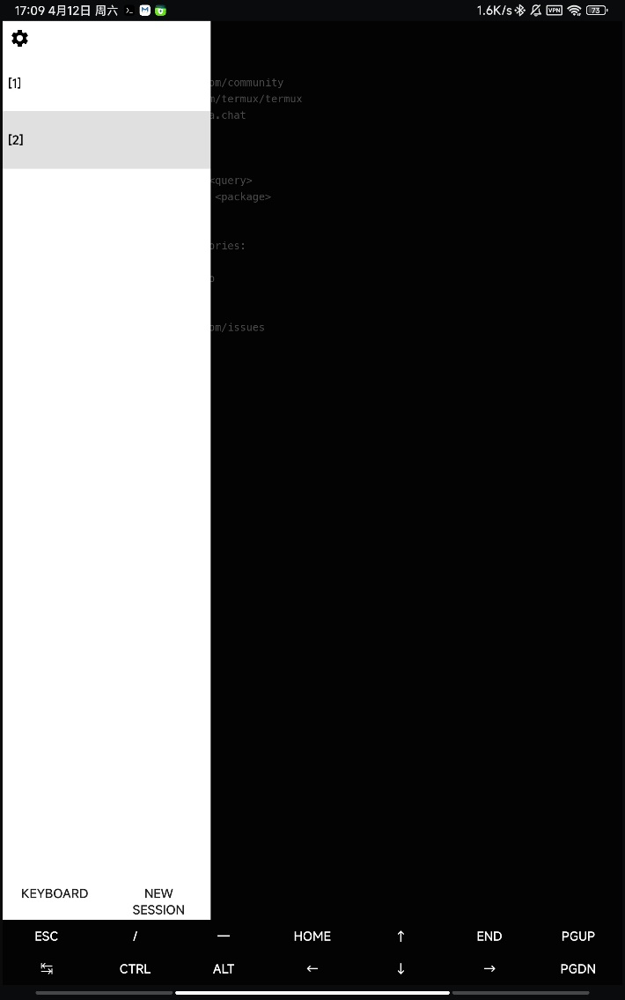 17:09 4月12日 周六
1.6K/s VPN 73
[1]
om/community
m/termux/termux
a.chat
[2]
<query>
<package>
ories:
o
om/issues
KEYBOARD
NEW
SESSION
ESC / — HOME ↑ END PGUP
↹ CTRL ALT ← ↓ → PGDN